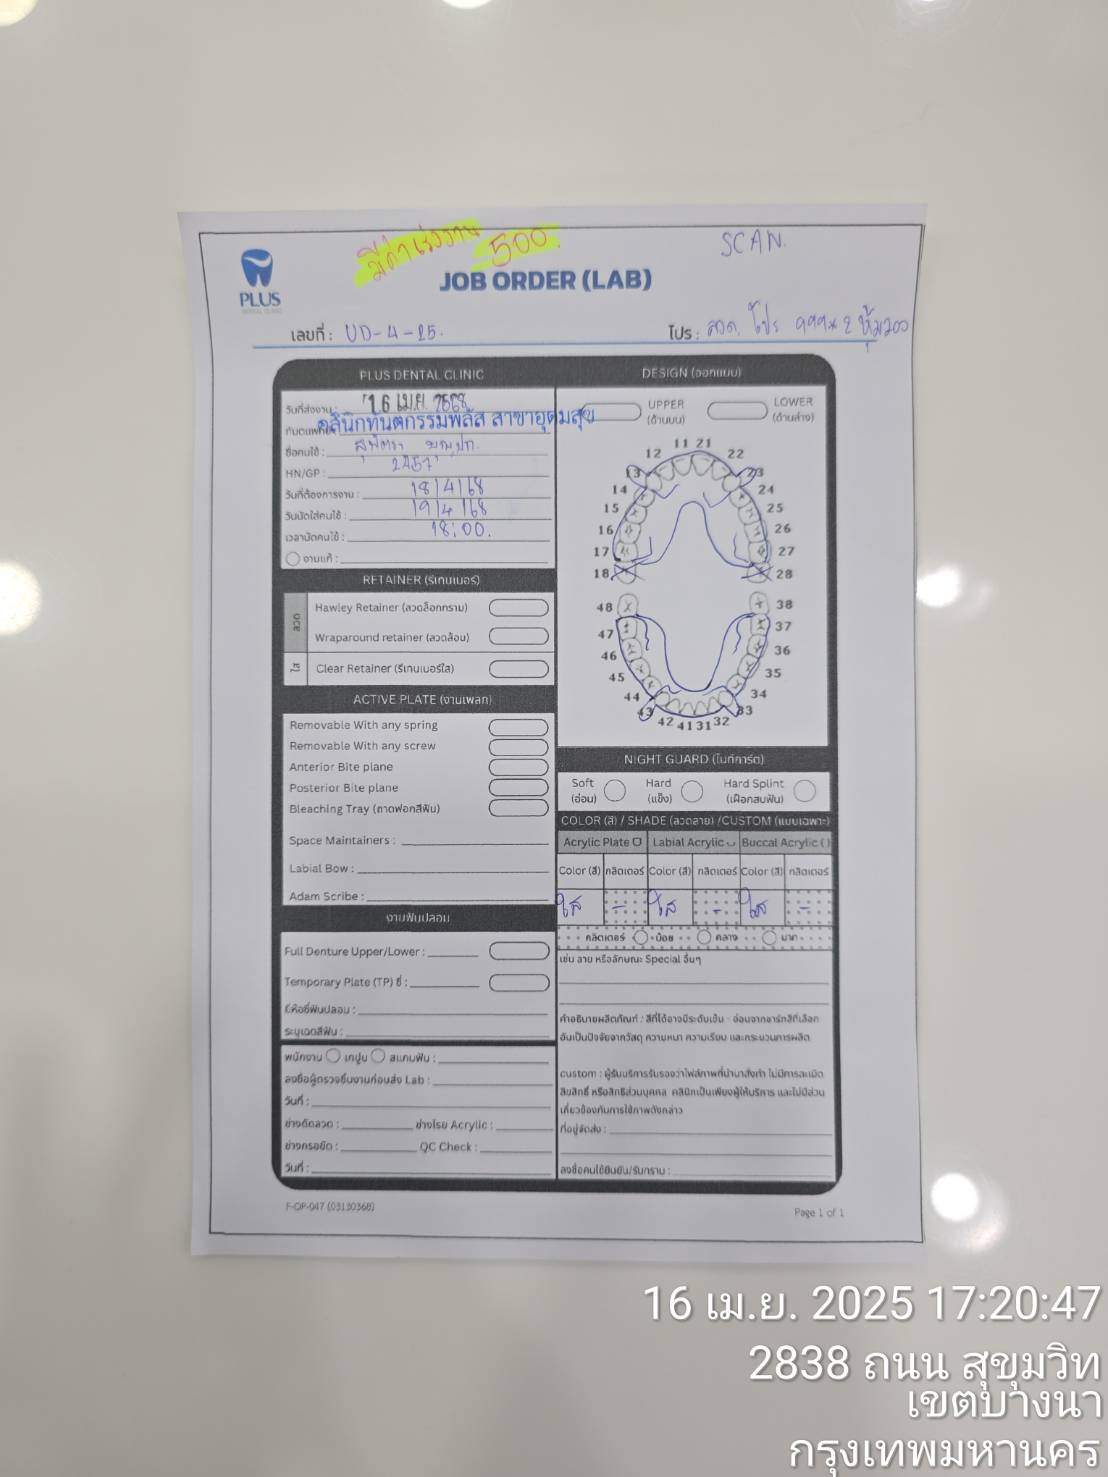 มีค่าเร่งงาน 500
SCAN.
PLUS
DENTAL CLINIC
JOB ORDER (LAB)
เลขที่ : UD-4-25.
โปร : ลวด โปร 999x2
PLUS DENTAL CLINIC
DESIGN (ออกแบบ)
วันที่ส่งงาน : 16 เม.ย. 2568
คลินิกทันตกรรมพลัส สาขาอุดมสุข
ชื่อคนไข้ :
HN/GP : 2457
วันที่ต้องการงาน : 18/4/68
วันนัดใส่คนไข้ : 19/4/68
เวลานัดคนไข้ : 18:00.
งานแก้ :
UPPER
(ด้านบน)
LOWER
(ด้านล่าง)
11 21
12 22
13 23
14 24
15 25
16 26
17 27
18 28
48 38
47 37
46 36
45 35
44 34
43 33
42 41 31 32
RETAINER (รีเทนเนอร์)
ลวด
Hawley Retainer (ลวดล็อกกราม)
Wraparound retainer (ลวดล้อม)
ใส
Clear Retainer (รีเทนเนอร์ใส)
ACTIVE PLATE (งานเพลท)
Removable With any spring
Removable With any screw
Anterior Bite plane
Posterior Bite plane
Bleaching Tray (ถาดฟอกสีฟัน)
Space Maintainers :
Labial Bow :
Adam Scribe :
งานฟันปลอม
Full Denture Upper/Lower :
Temporary Plate (TP) ซี่ :
ยี่ห้อซี่ฟันปลอม :
ระบุเฉดสีฟัน :
พนักงาน เทปูน สแกนฟัน :
ลงชื่อผู้ตรวจชิ้นงานก่อนส่ง Lab :
วันที่ :
ช่างดัดลวด : ช่างโรย Acrylic :
ช่างกรอขัด : QC Check :
วันที่ :
NIGHT GUARD (ไนท์การ์ด)
Soft
(อ่อน)
Hard
(แข็ง)
Hard Splint
(เฝือกสบฟัน)
COLOR (สี) / SHADE (ลวดลาย) /CUSTOM (แบบเฉพาะ)
Acrylic Plate Labial Acrylic Buccal Acrylic
Color (สี) กลิตเตอร์ Color (สี) กลิตเตอร์ Color (สี) กลิตเตอร์
ใส - ใส - ใส -
กลิตเตอร์ น้อย กลาง มาก
เช่น ลาย หรือลักษณะ Special อื่นๆ
คำอธิบายผลิตภัณฑ์ : สีที่ได้อาจมีระดับเข้ม - อ่อนจากชาร์ทสีที่เลือก
อันเป็นปัจจัยจากวัสดุ ความหนา ความเรียบ และกระบวนการผลิต
custom : ผู้รับบริการรับรองว่าไฟล์ภาพที่นำมาสั่งทำ ไม่มีการละเมิด
ลิขสิทธิ์ หรือสิทธิส่วนบุคคล คลินิกเป็นเพียงผู้ให้บริการ และไม่มีส่วน
เกี่ยวข้องกับการใช้ภาพดังกล่าว
ที่อยู่จัดส่ง :
ลงชื่อคนไข้ยืนยัน/รับทราบ :
F-OP-047 (03130368)
Page 1 of 1
16 เม.ย. 2025 17:20:47
2838 ถนน สุขุมวิท
เขตบางนา
กรุงเทพมหานคร